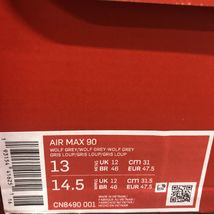 AIR MAX 90
WOLF GREY/WOLF GREY-WOLF GREY
GRIS LOUP/GRIS LOUP/GRIS LOUP
13 UK 12 CM 31
BR 46 EUR 47.5
14.5 UK 12 CM 31.5
BR 46 EUR 47.5
CN8490 001